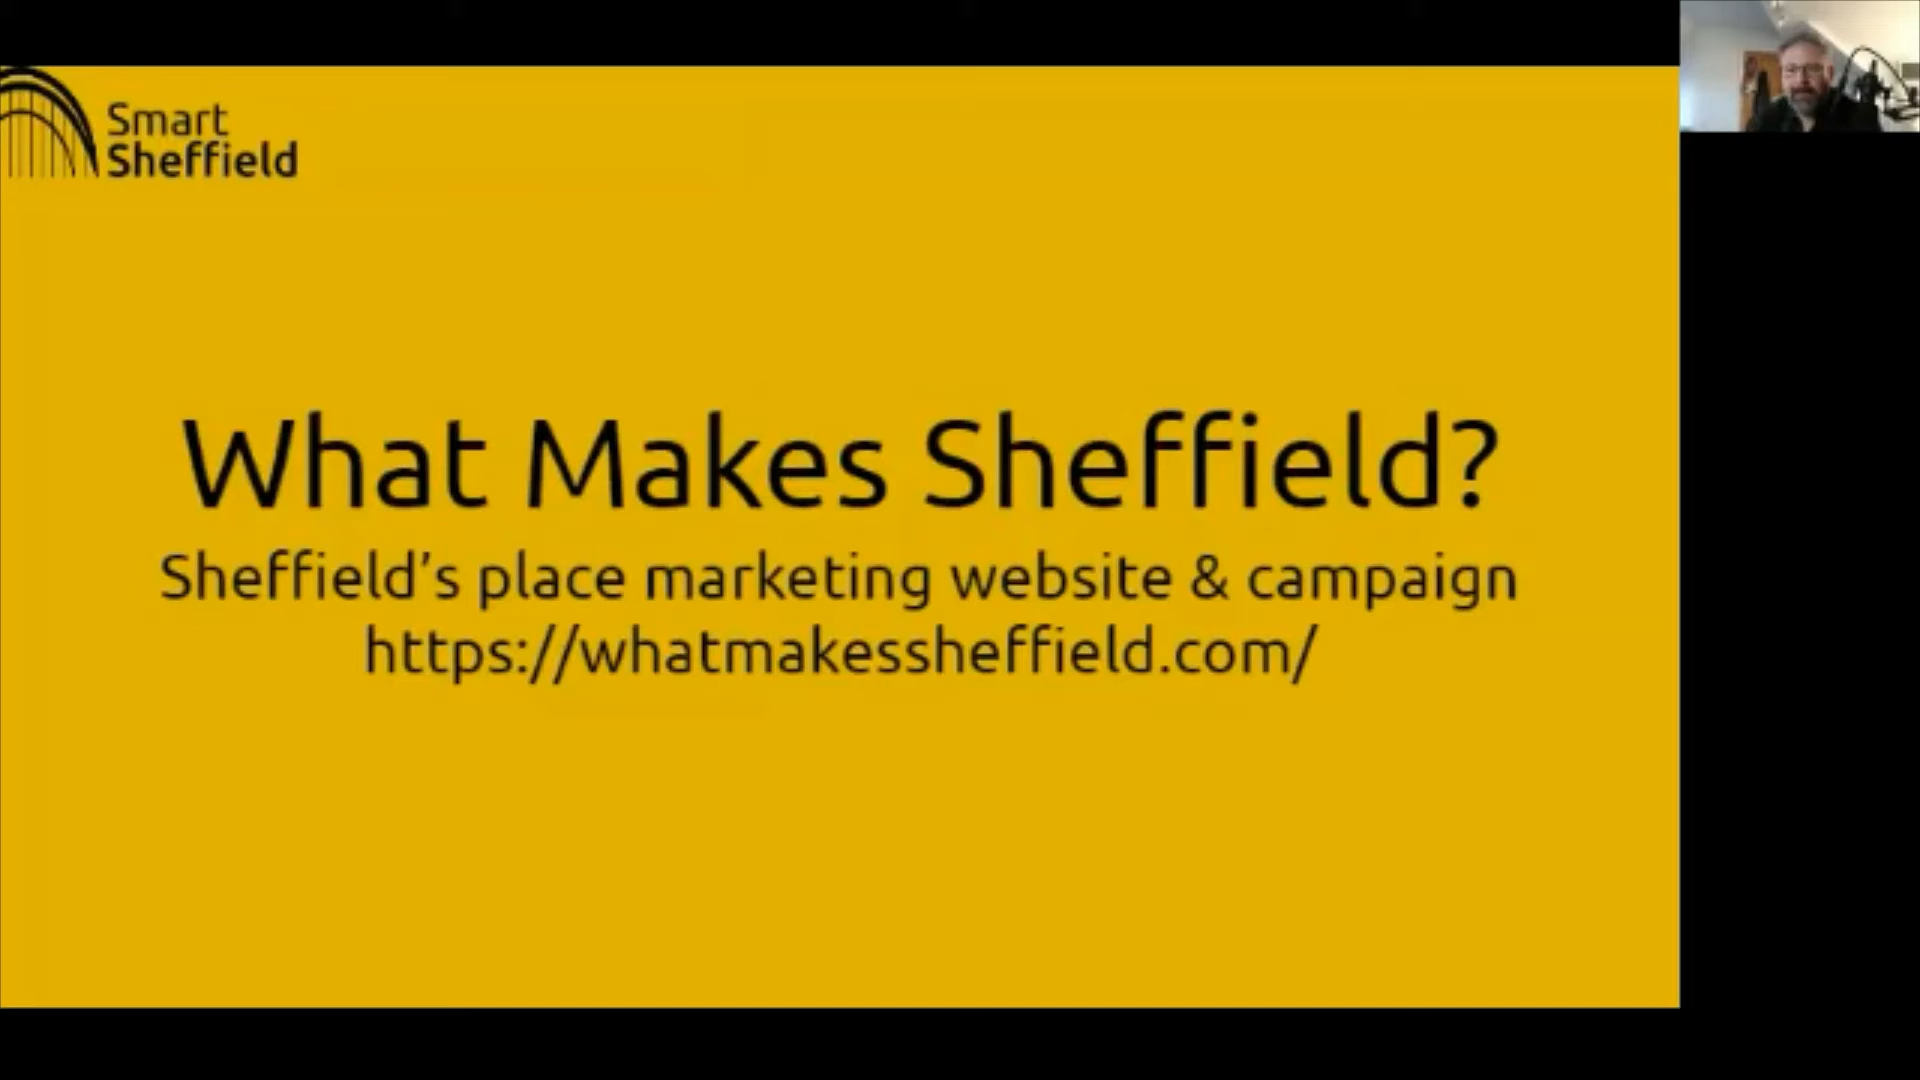 Smart
Sheffield
What Makes Sheffield?
Sheffield’s place marketing website & campaign
https://whatmakessheffield.com/